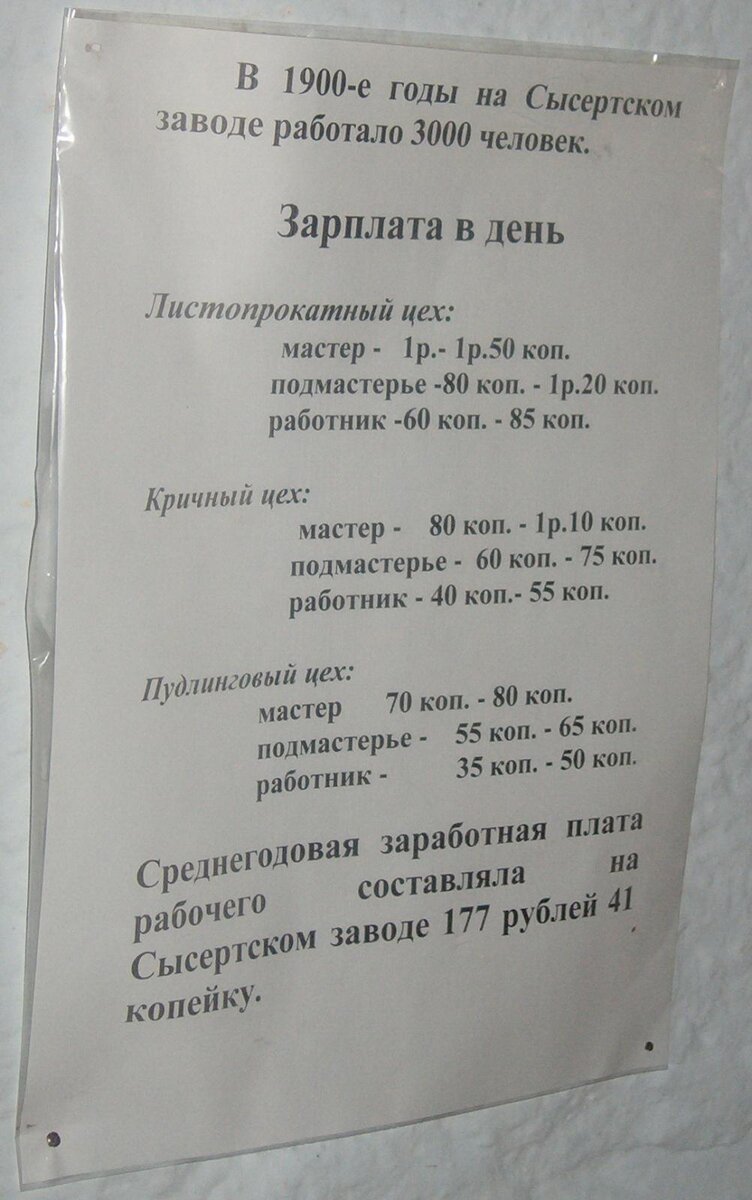 В 1900-е годы на Сысертском
заводе работало 3000 человек.
Зарплата в день
Листопрокатный цех:
мастер - 1р.- 1р.50 коп.
подмастерье -80 коп. - 1р.20 коп.
работник -60 коп. - 85 коп.
Кричный цех:
мастер - 80 коп. - 1р.10 коп.
подмастерье - 60 коп. - 75 коп.
работник - 40 коп.- 55 коп.
Пудлинговый цех:
мастер 70 коп. - 80 коп.
подмастерье - 55 коп. - 65 коп.
работник - 35 коп. - 50 коп.
Среднегодовая заработная плата
рабочего составляла на
Сысертском заводе 177 рублей 41
копейку.